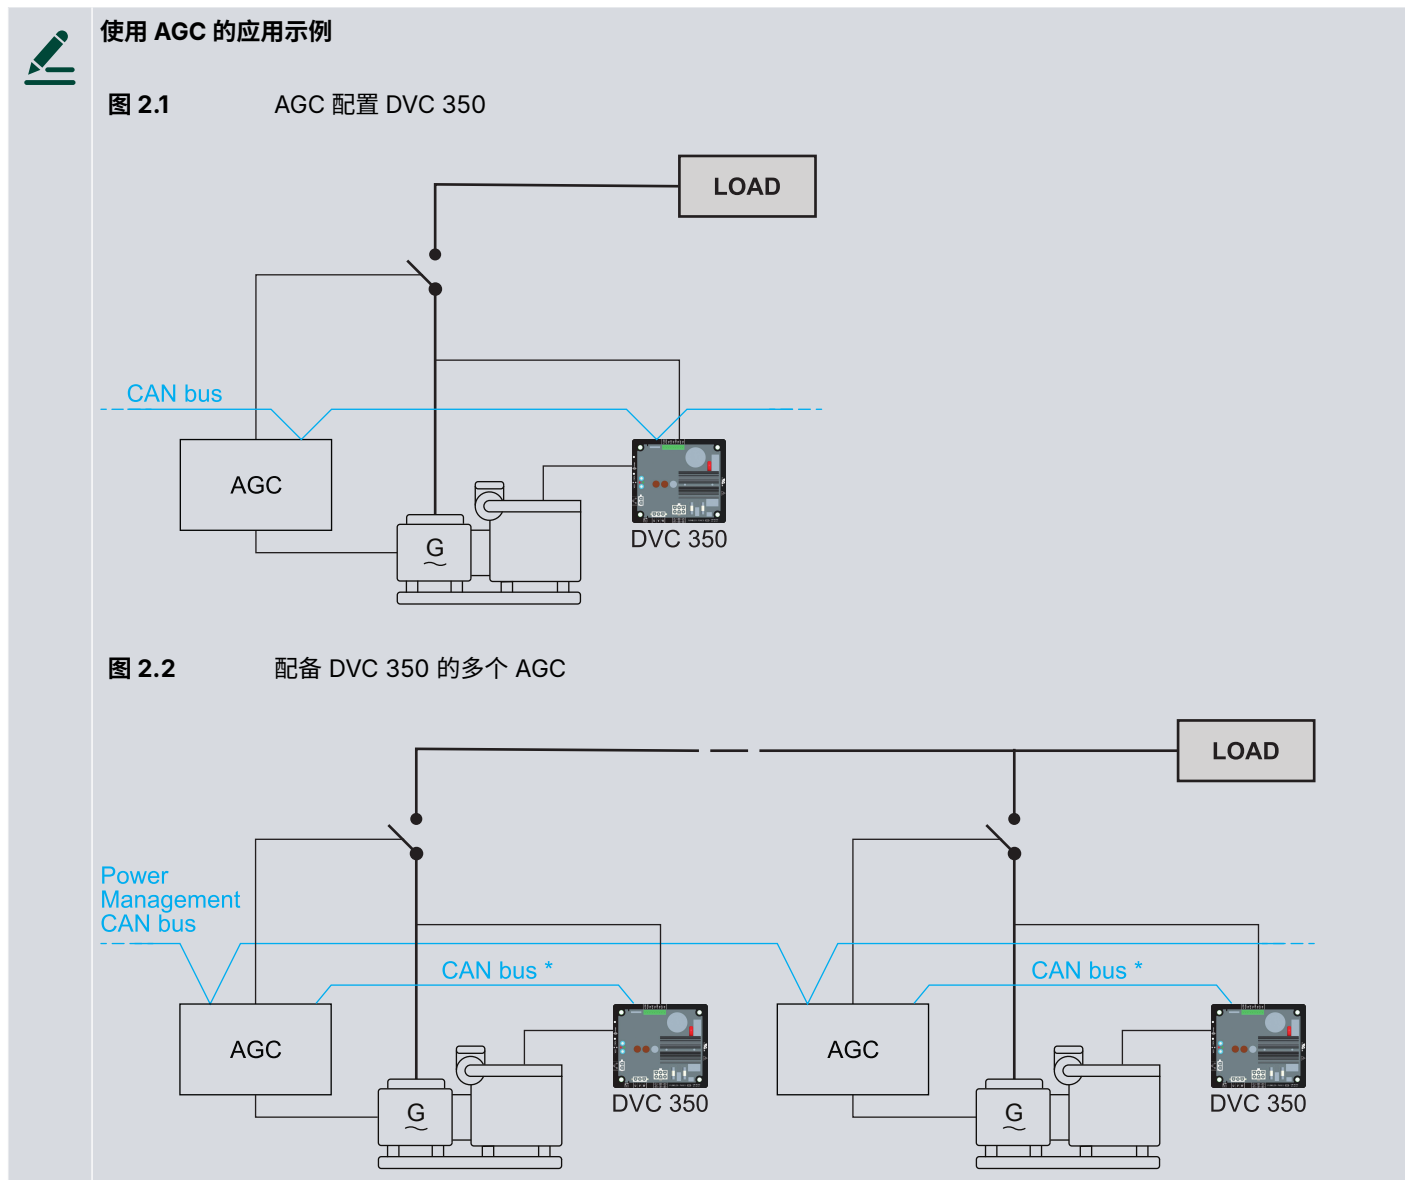 使用 AGC 的应用示例
图 2.1 AGC 配置 DVC 350
LOAD
CAN bus
AGC
G
DVC 350
图 2.2 配备 DVC 350 的多个 AGC
LOAD
Power
Management
CAN bus
CAN bus *
CAN bus *
AGC
AGC
G
DVC 350
G
DVC 350